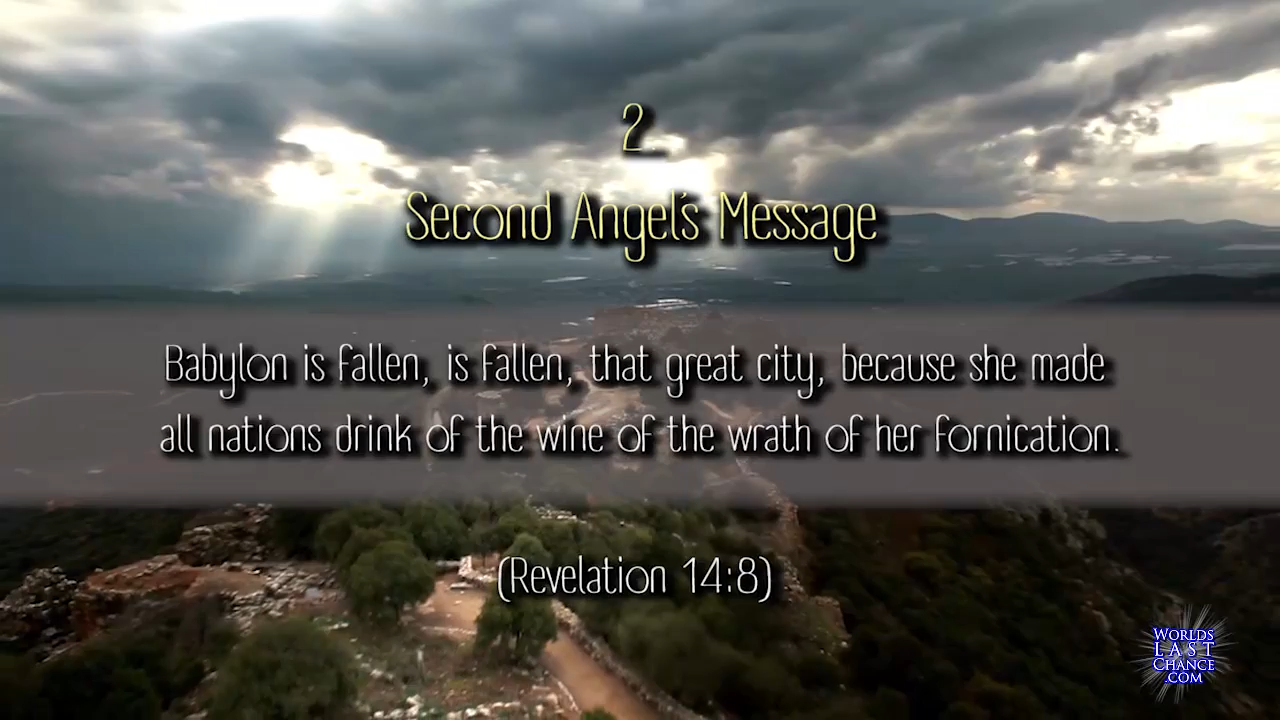 2.
Second Angel's Message
Babylon is fallen, is fallen, that great city, because she made
all nations drink of the wine of the wrath of her fornication.
(Revelation 14:8)
WORLDS
LAST
CHANCE
.COM